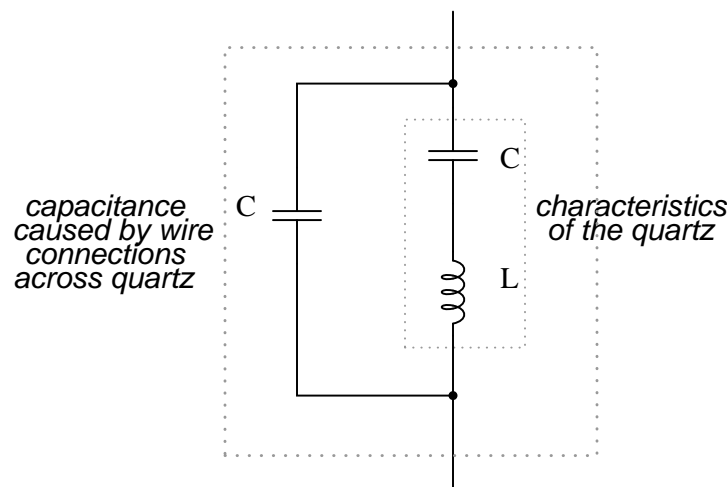 capacitance
caused by wire
connections
across quartz
C
C
L
characteristics
of the quartz